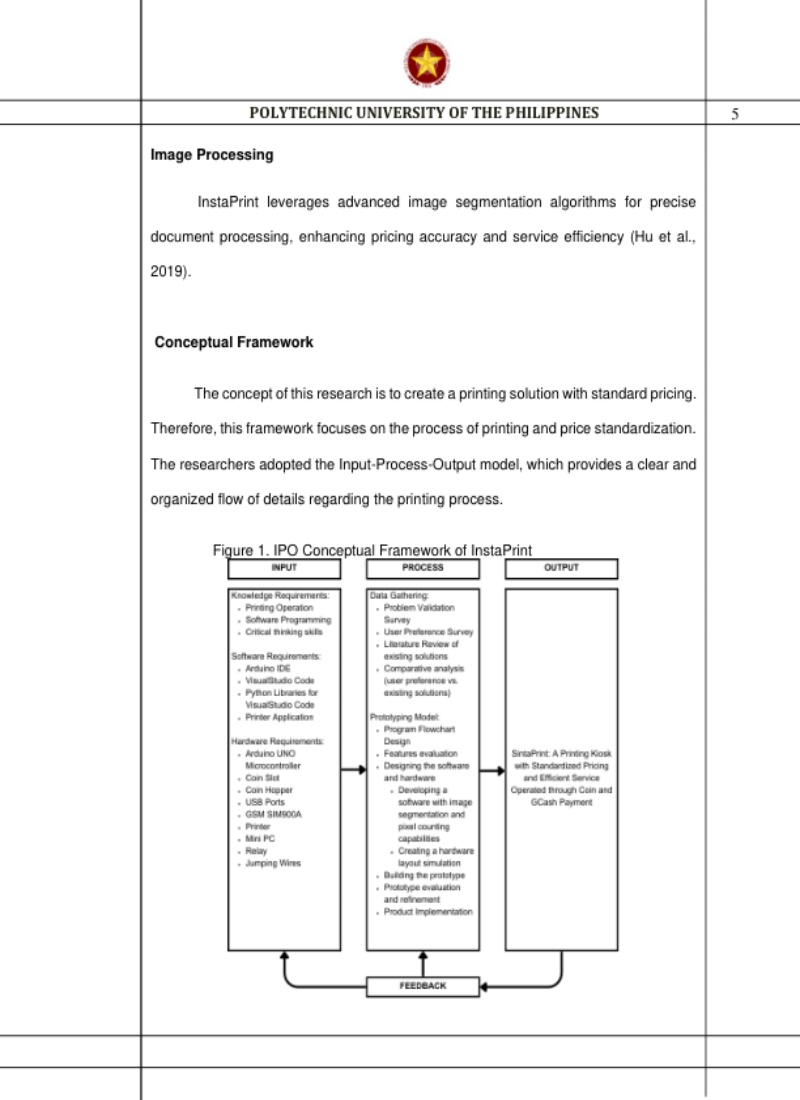 POLYTECHNIC UNIVERSITY OF THE PHILIPPINES
5
Image Processing
InstaPrint leverages advanced image segmentation algorithms for precise
document processing, enhancing pricing accuracy and service efficiency (Hu et al.,
2019).
Conceptual Framework
The concept of this research is to create a printing solution with standard pricing.
Therefore, this framework focuses on the process of printing and price standardization.
The researchers adopted the Input-Process-Output model, which provides a clear and
organized flow of details regarding the printing process.
Figure 1. IPO Conceptual Framework of InstaPrint
INPUT
Knowledge Requirements:
• Printing Operation
• Software Programming
• Critical thinking skills
Software Requirements:
• Arduino IDE
• VisualStudio Code
• Python Libraries for
VisualStudio Code
• Printer Application
Hardware Requirements:
• Arduino UNO
Microcontroller
• Coin Slot
• Coin Hopper
• USB Ports
• GSM SIM900A
• Printer
• Mini PC
• Relay
• Jumping Wires
PROCESS
Data Gathering:
• Problem Validation
Survey
• User Preference Survey
• Literature Review of
existing solutions
• Comparative analysis
(user preference vs.
existing solutions)
Prototyping Model:
• Program Flowchart
Design
• Features evaluation
• Designing the software
and hardware
• Developing a
software with image
segmentation and
pixel counting
capabilities
• Creating a hardware
layout simulation
• Building the prototype
• Prototype evaluation
and refinement
• Product Implementation
OUTPUT
SintaPrint: A Printing Kiosk
with Standardized Pricing
and Efficient Service
Operated through Coin and
GCash Payment
FEEDBACK